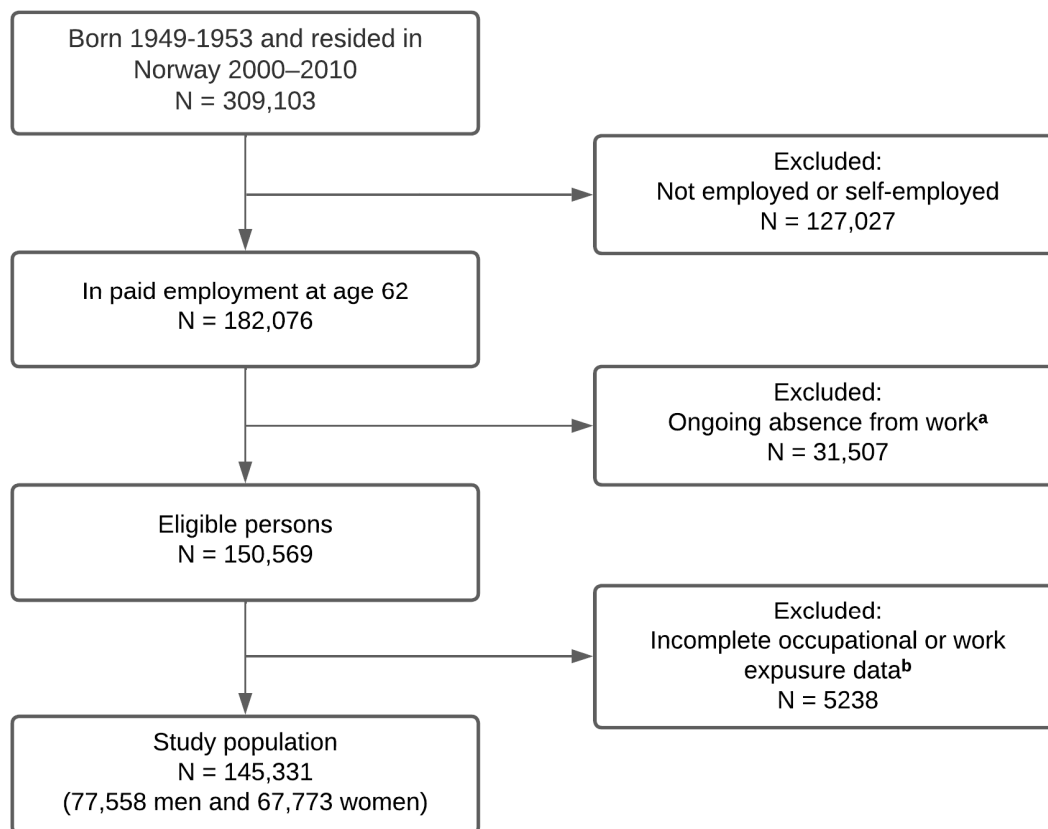 Born 1949-1953 and resided in
Norway 2000–2010
N = 309,103
Excluded:
Not employed or self-employed
N = 127,027
In paid employment at age 62
N = 182,076
Excluded:
Ongoing absence from workᵃ
N = 31,507
Eligible persons
N = 150,569
Excluded:
Incomplete occupational or work
expusure dataᵇ
N = 5238
Study population
N = 145,331
(77,558 men and 67,773 women)